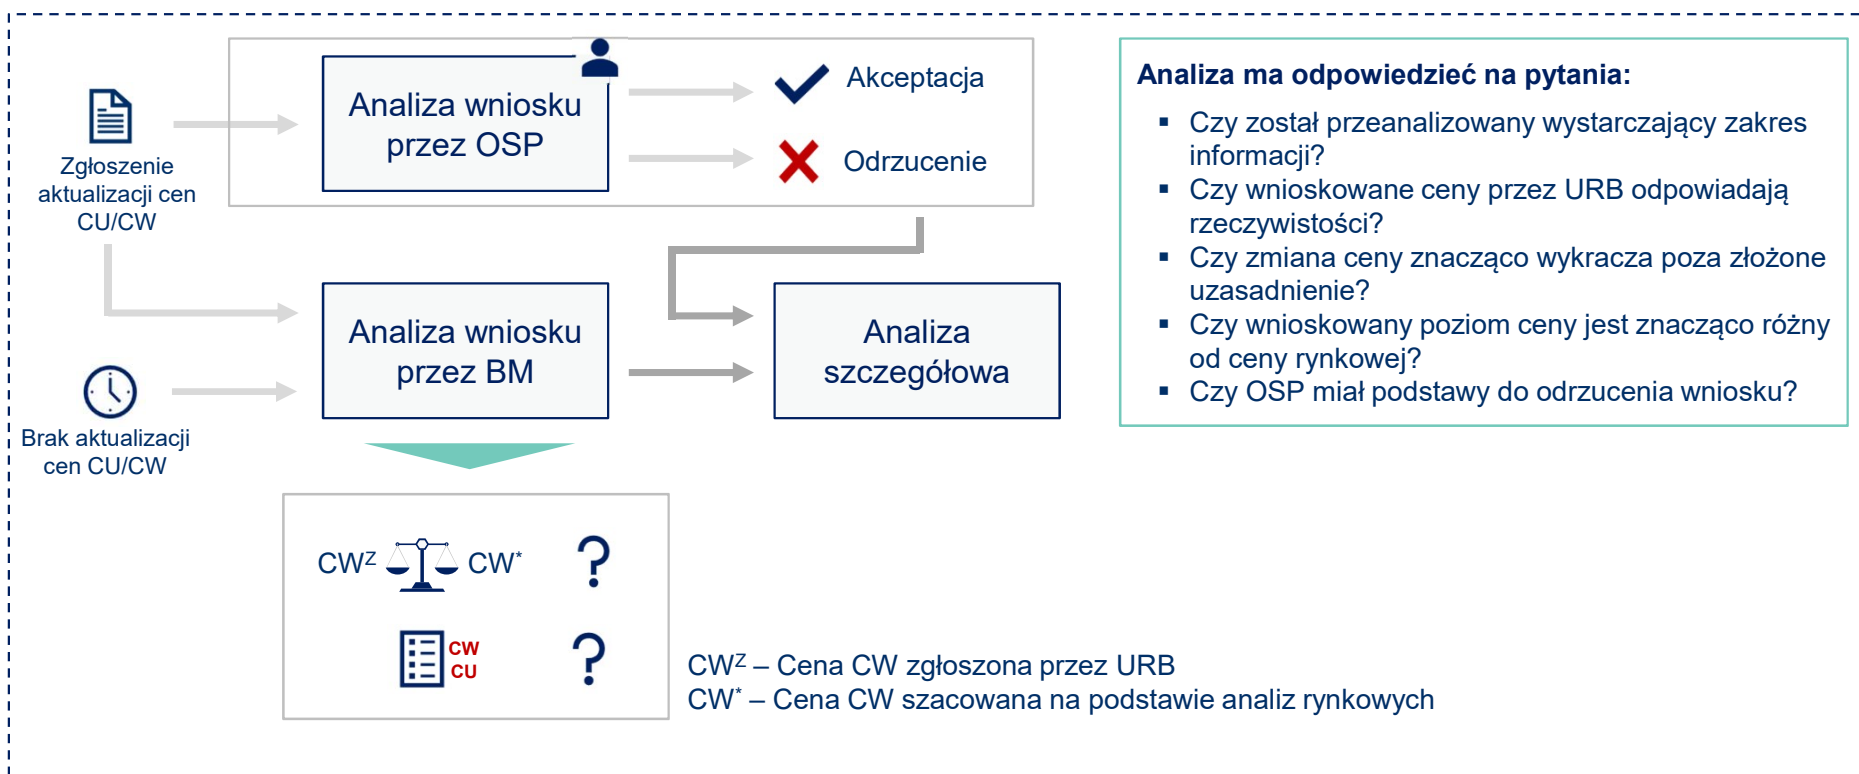 Zgłoszenie
aktualizacji cen
CU/CW
Analiza wniosku
przez OSP
Akceptacja
Odrzucenie
Brak aktualizacji
cen CU/CW
Analiza wniosku
przez BM
Analiza
szczegółowa
CWᶻ CW*
?
CW
CU
?
CWᶻ – Cena CW zgłoszona przez URB
CW* – Cena CW szacowana na podstawie analiz rynkowych
Analiza ma odpowiedzieć na pytania:
▪ Czy został przeanalizowany wystarczający zakres
informacji?
▪ Czy wnioskowane ceny przez URB odpowiadają
rzeczywistości?
▪ Czy zmiana ceny znacząco wykracza poza złożone
uzasadnienie?
▪ Czy wnioskowany poziom ceny jest znacząco różny
od ceny rynkowej?
▪ Czy OSP miał podstawy do odrzucenia wniosku?